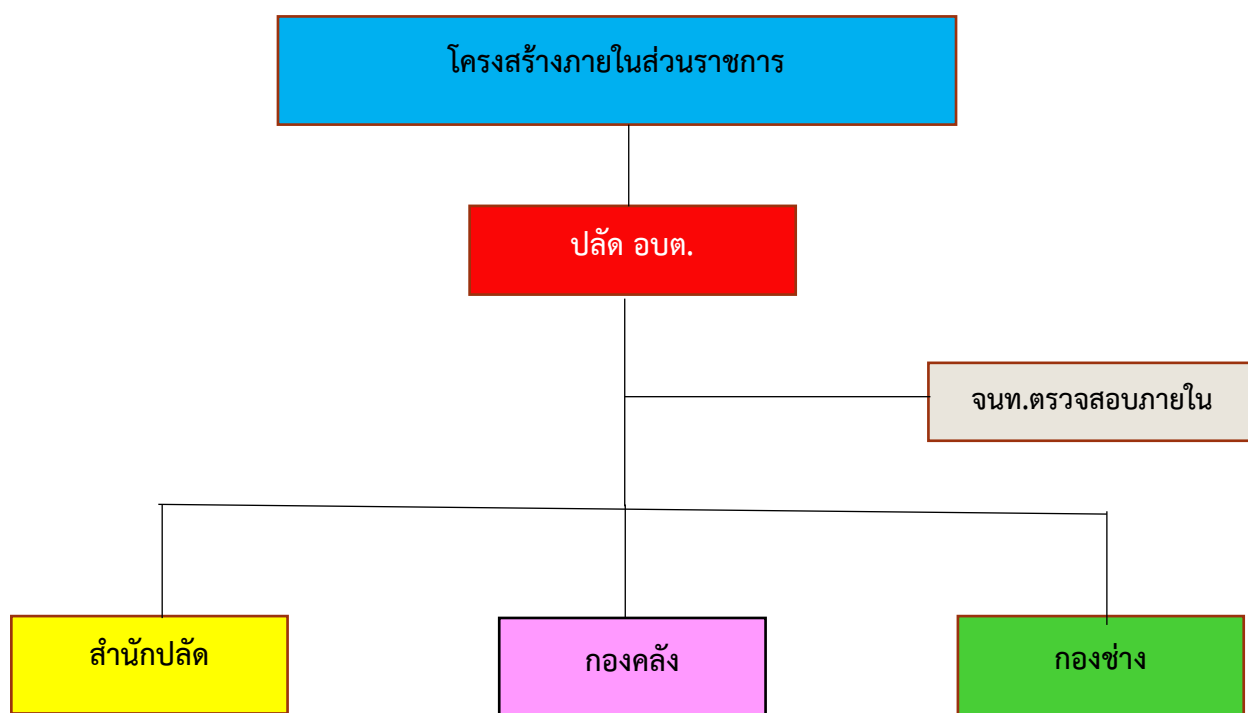 โครงสร้างภายในส่วนราชการ
ปลัด อบต.
จนท.ตรวจสอบภายใน
สำนักปลัด
กองคลัง
กองช่าง